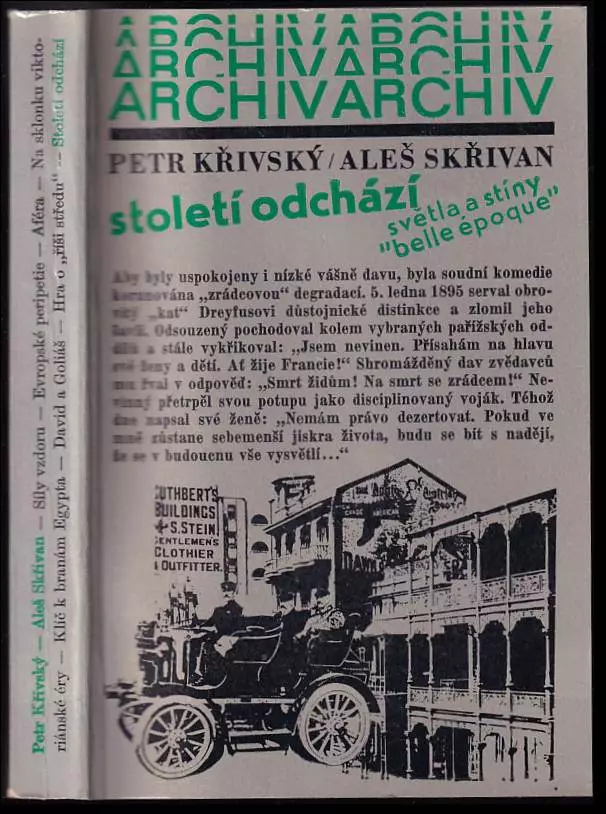 Petr Křivský — Aleš Skřivan — Síly vzdoru — Evropské peripetie — Aféra — Na sklonku vikto-
riánské éry — Klíč k branám Egypta — David a Goliáš — Hra o „říši středu“ — Století odchází
ARCHIVARCHIV
ARCHIVARCHIV
ARCHIVARCHIV
PETR KŘIVSKÝ/ALEŠ SKŘIVAN
století odchází
světla a stíny
"belle époque"
Aby byly uspokojeny i nízké vášně davu, byla soudní komedie
korunována „zrádcovou“ degradací. 5. ledna 1895 serval obro-
„kat“ Dreyfusovi důstojnické distinkce a zlomil jeho
Odsouzený pochodoval kolem vybraných pařížských od-
a stále vykřikoval: „Jsem nevinen. Přísahám na hlavu
své ženy a dětí. Ať žije Francie!“ Shromážděný dav zvědavců
mu řval v odpověď: „Smrt židům! Na smrt se zrádcem!“ Ne-
vinný přetrpěl svou potupu jako disciplinovaný voják. Téhož
dne napsal své ženě: „Nemám právo dezertovat. Pokud ve
mně zůstane sebemenší jiskra života, budu se bít s nadějí,
že se v budoucnu vše vysvětlí...“
CUTHBERT'S
BUILDINGS
S. STEIN
GENTLEMEN'S
CLOTHIER
& OUTFITTER.